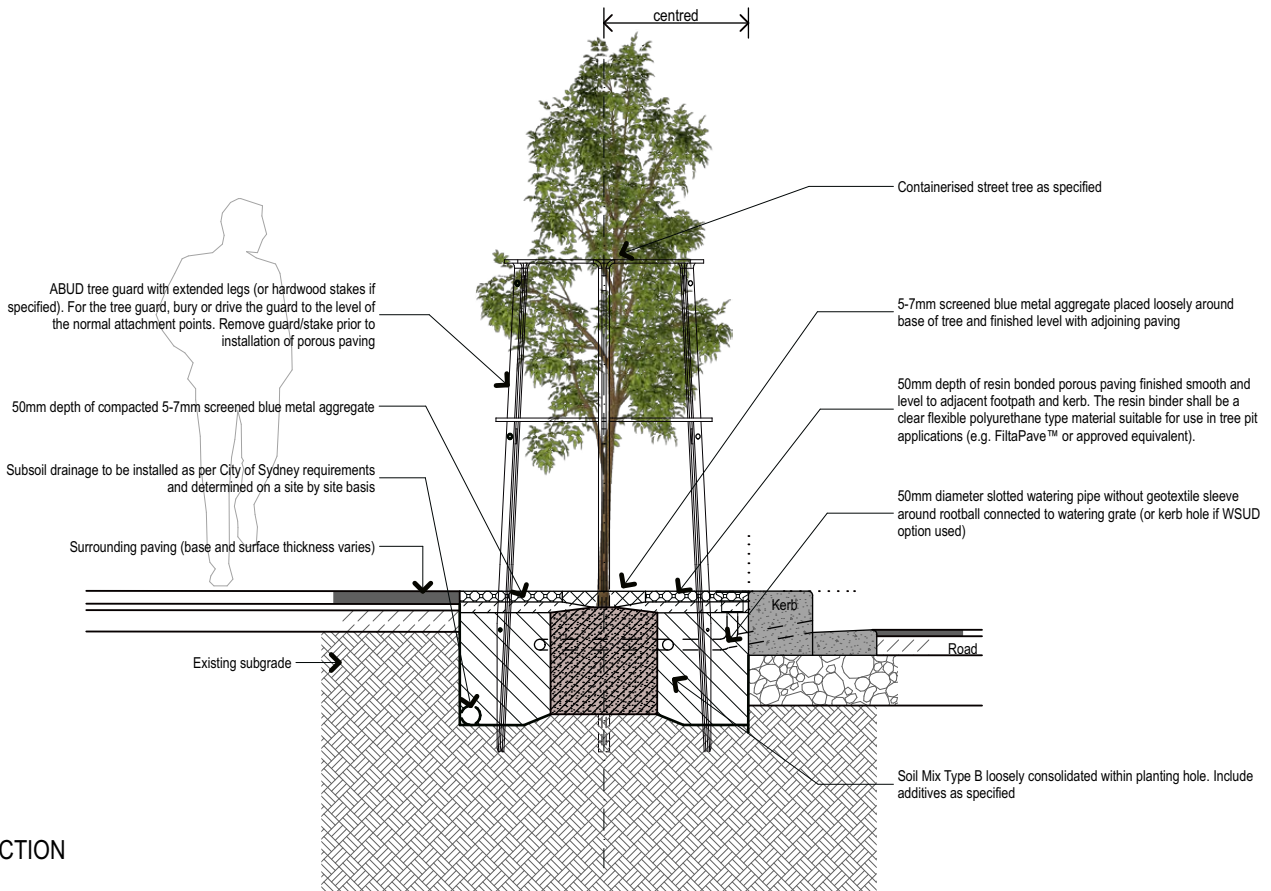 centred
Containerised street tree as specified
ABUD tree guard with extended legs (or hardwood stakes if
specified). For the tree guard, bury or drive the guard to the level of
the normal attachment points. Remove guard/stake prior to
installation of porous paving
5-7mm screened blue metal aggregate placed loosely around
base of tree and finished level with adjoining paving
50mm depth of compacted 5-7mm screened blue metal aggregate
50mm depth of resin bonded porous paving finished smooth and
level to adjacent footpath and kerb. The resin binder shall be a
clear flexible polyurethane type material suitable for use in tree pit
applications (e.g. FiltaPave™ or approved equivalent).
Subsoil drainage to be installed as per City of Sydney requirements
and determined on a site by site basis
50mm diameter slotted watering pipe without geotextile sleeve
around rootball connected to watering grate (or kerb hole if WSUD
option used)
Surrounding paving (base and surface thickness varies)
Kerb
Road
Existing subgrade
Soil Mix Type B loosely consolidated within planting hole. Include
additives as specified
CTION